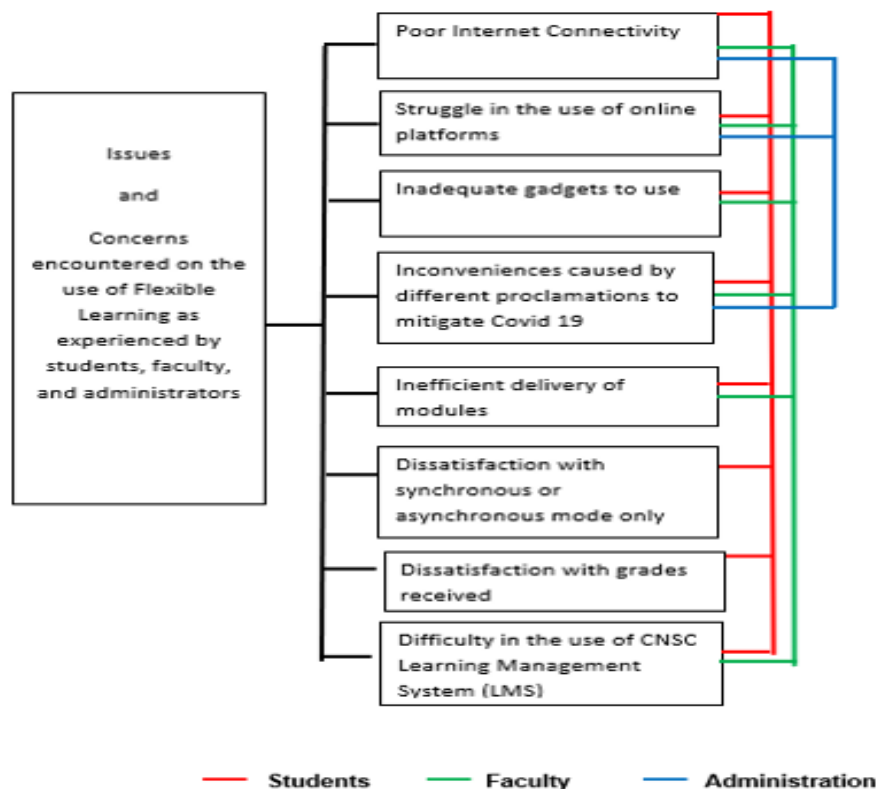 Issues
and
Concerns
encountered on the
use of Flexible
Learning as
experienced by
students, faculty,
and administrators
Poor Internet Connectivity
Struggle in the use of online
platforms
Inadequate gadgets to use
Inconveniences caused by
different proclamations to
mitigate Covid 19
Inefficient delivery of
modules
Dissatisfaction with
synchronous or
asynchronous mode only
Dissatisfaction with grades
received
Difficulty in the use of CNSC
Learning Management
System (LMS)
Students Faculty Administration